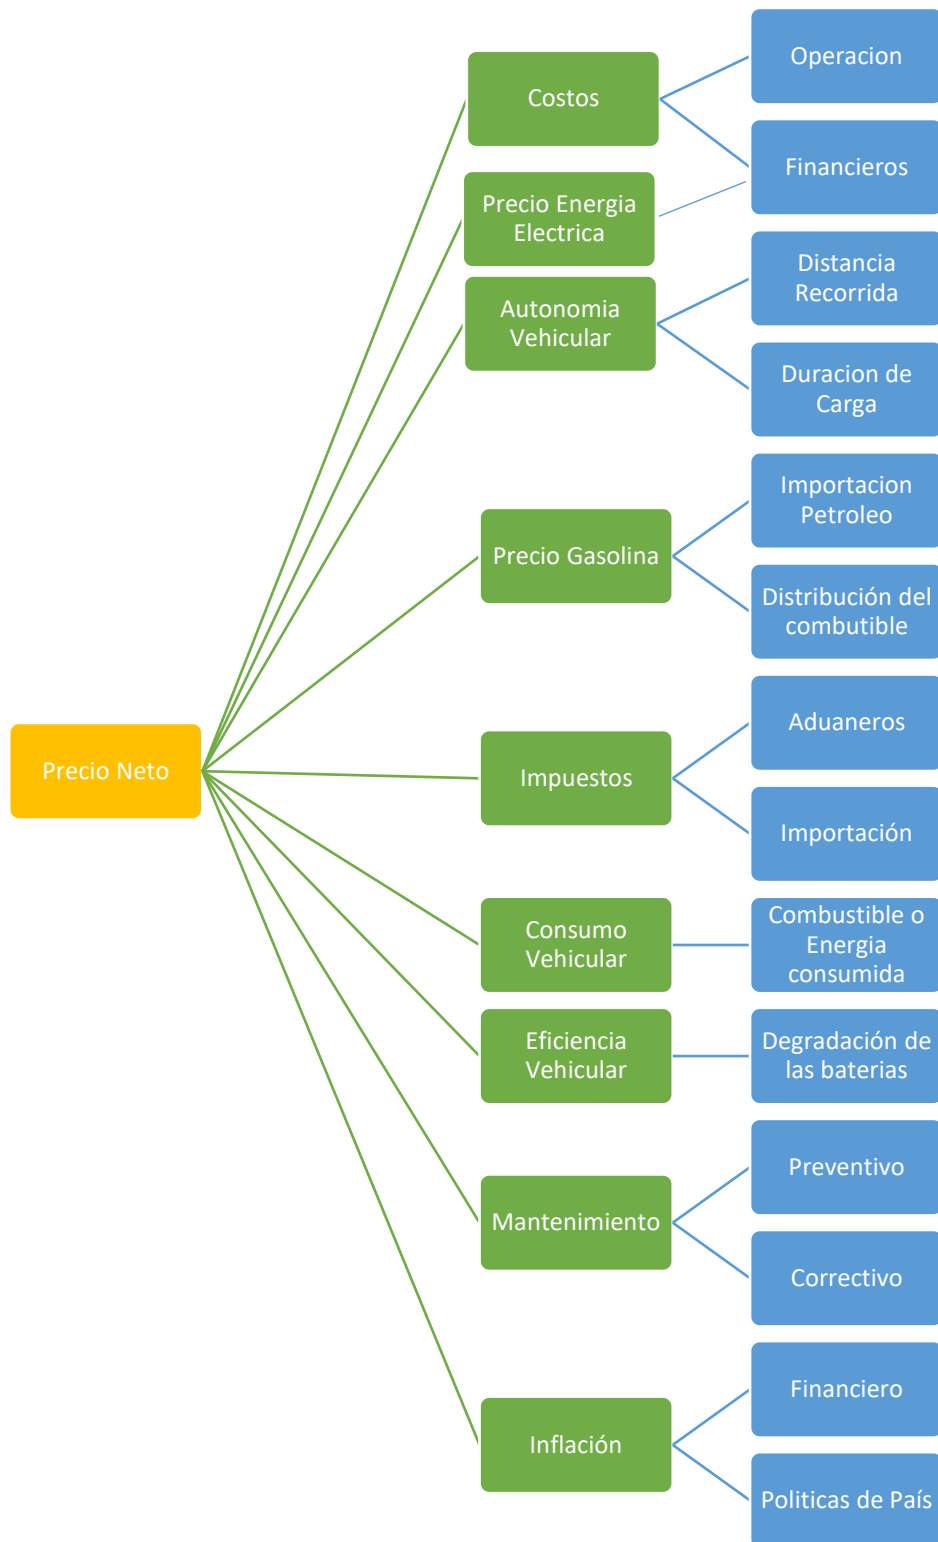 Operacion
Costos
Financieros
Precio Energia
Electrica
Distancia
Recorrida
Autonomia
Vehicular
Duracion de
Carga
Importacion
Petroleo
Precio Gasolina
Distribución del
combutible
Aduaneros
Precio Neto
Impuestos
Importación
Consumo
Vehicular
Combustible o
Energia
consumida
Eficiencia
Vehicular
Degradación de
las baterias
Preventivo
Mantenimiento
Correctivo
Financiero
Inflación
Politicas de País